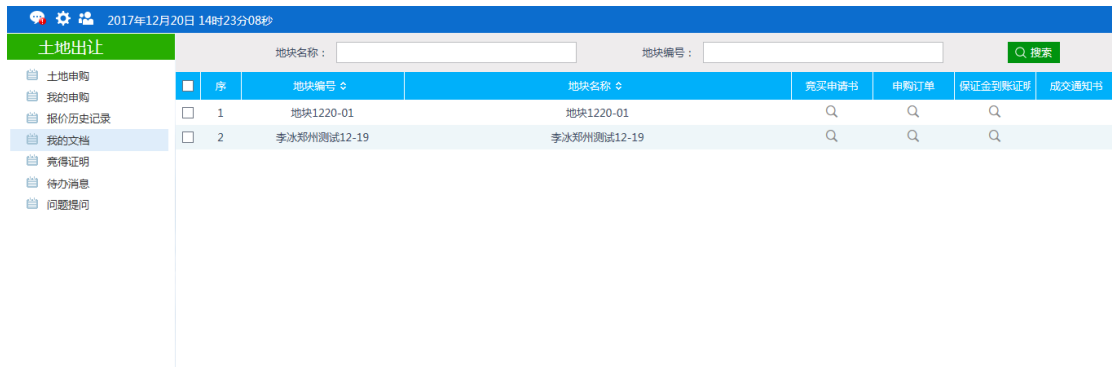 2017年12月20日 14时23分08秒
土地出让
地块名称： 地块编号： 搜索
土地申购
我的申购
报价历史记录
我的文档
竞得证明
待办消息
问题提问
序 地块编号 地块名称 竞买申请书 申购订单 保证金到账证明 成交通知书
1 地块1220-01 地块1220-01
2 李冰郑州测试12-19 李冰郑州测试12-19